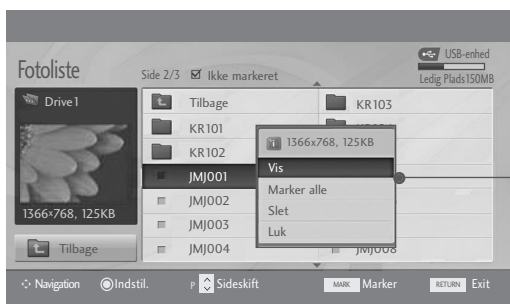 USB-enhed
Fotoliste
Side 2/3 Ikke markeret
Ledig Plads150MB
Drive1
Tilbage
KR103
KR101
KR102
1366x768, 125KB
JMJ001
Vis
Marker alle
JMJ002
Slet
1366×768, 125KB
JMJ003
Luk
Tilbage
JMJ004
JMJ008
Navigation
Indstil.
P Sideskift
MARK Marker
RETURN Exit